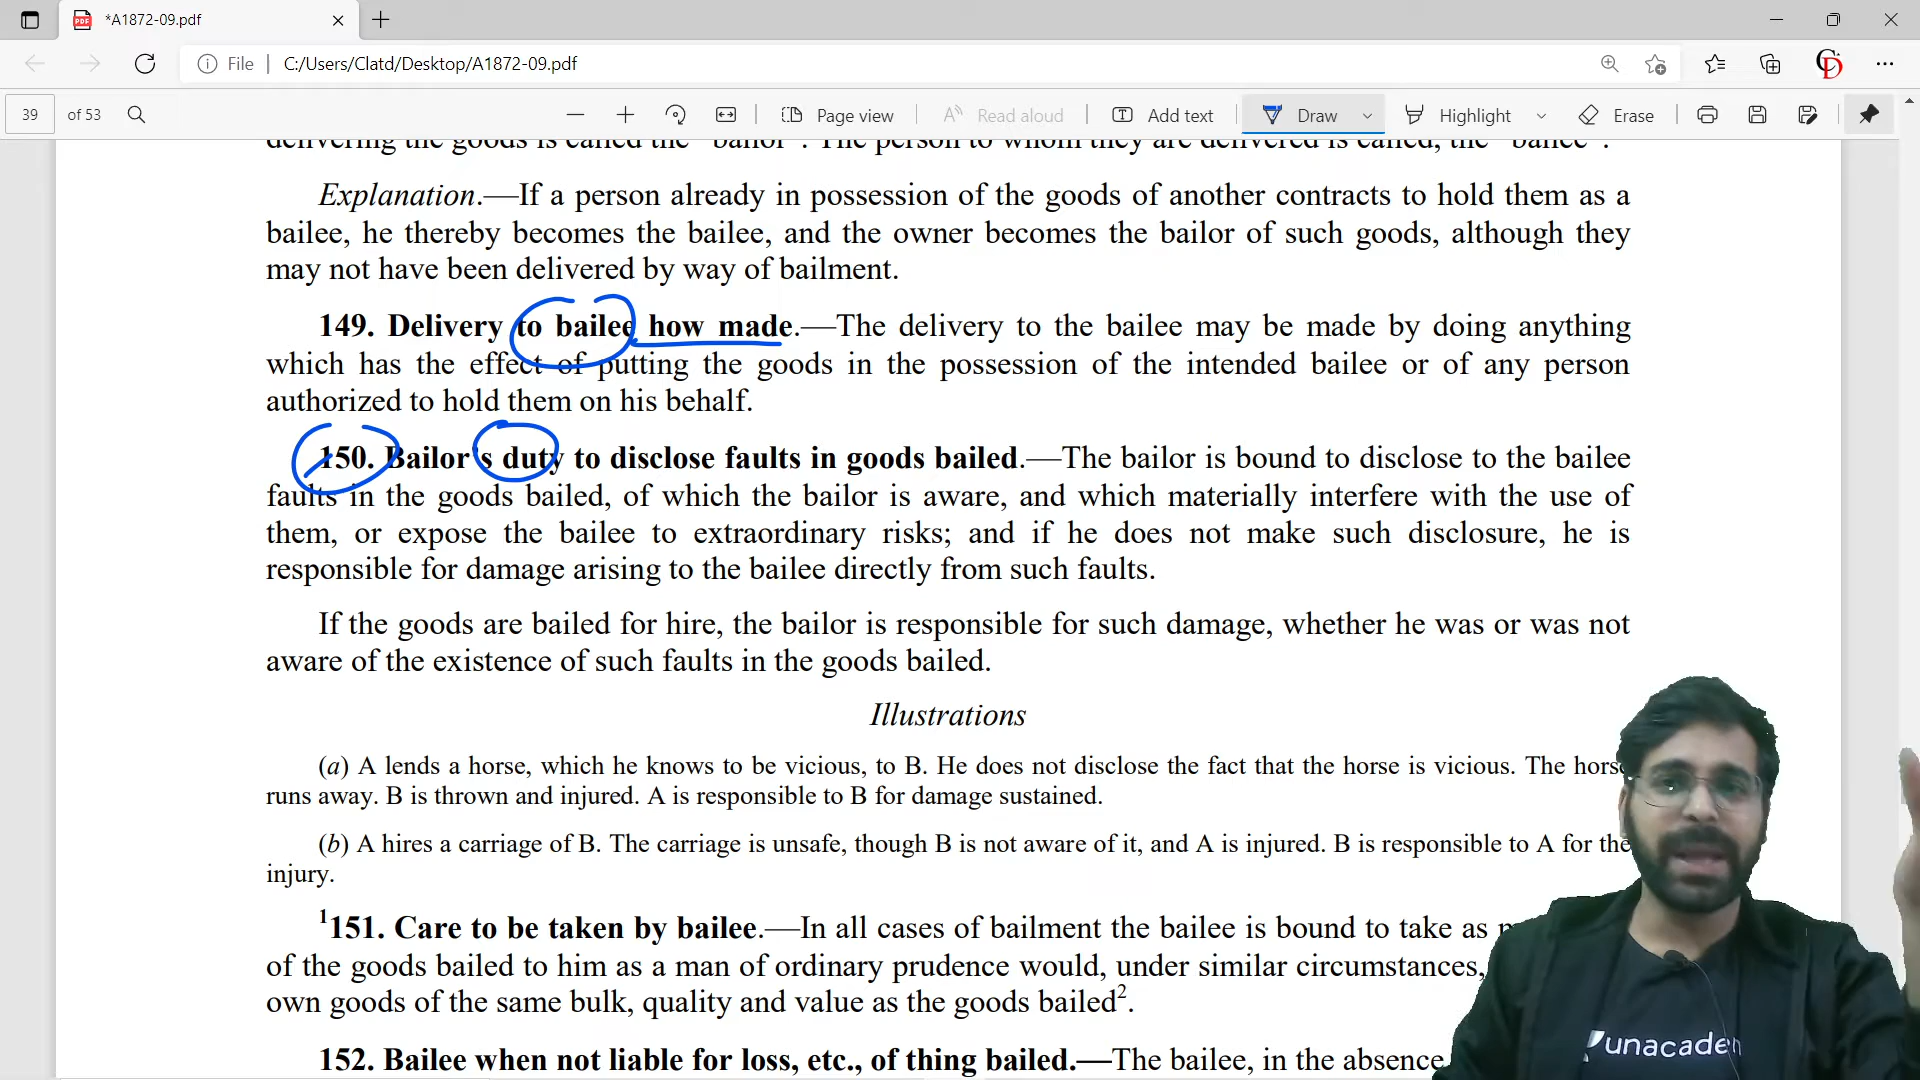 *A1872-09.pdf
File
C:/Users/Clatd/Desktop/A1872-09.pdf
39 of 53
Page view
Read aloud
Add text
Draw
Highlight
Erase
delivering the goods is called the "bailor". The person to whom they are delivered is called, the "bailee".
Explanation.—If a person already in possession of the goods of another contracts to hold them as a
bailee, he thereby becomes the bailee, and the owner becomes the bailor of such goods, although they
may not have been delivered by way of bailment.
149. Delivery to bailee how made.—The delivery to the bailee may be made by doing anything
which has the effect of putting the goods in the possession of the intended bailee or of any person
authorized to hold them on his behalf.
150. Bailor's duty to disclose faults in goods bailed.—The bailor is bound to disclose to the bailee
faults in the goods bailed, of which the bailor is aware, and which materially interfere with the use of
them, or expose the bailee to extraordinary risks; and if he does not make such disclosure, he is
responsible for damage arising to the bailee directly from such faults.
If the goods are bailed for hire, the bailor is responsible for such damage, whether he was or was not
aware of the existence of such faults in the goods bailed.
Illustrations
(a) A lends a horse, which he knows to be vicious, to B. He does not disclose the fact that the horse is vicious. The horse
runs away. B is thrown and injured. A is responsible to B for damage sustained.
(b) A hires a carriage of B. The carriage is unsafe, though B is not aware of it, and A is injured. B is responsible to A for the
injury.
1151. Care to be taken by bailee.—In all cases of bailment the bailee is bound to take as
of the goods bailed to him as a man of ordinary prudence would, under similar circumstances,
own goods of the same bulk, quality and value as the goods bailed2.
152. Bailee when not liable for loss, etc., of thing bailed.—The bailee, in the absence
unacadem